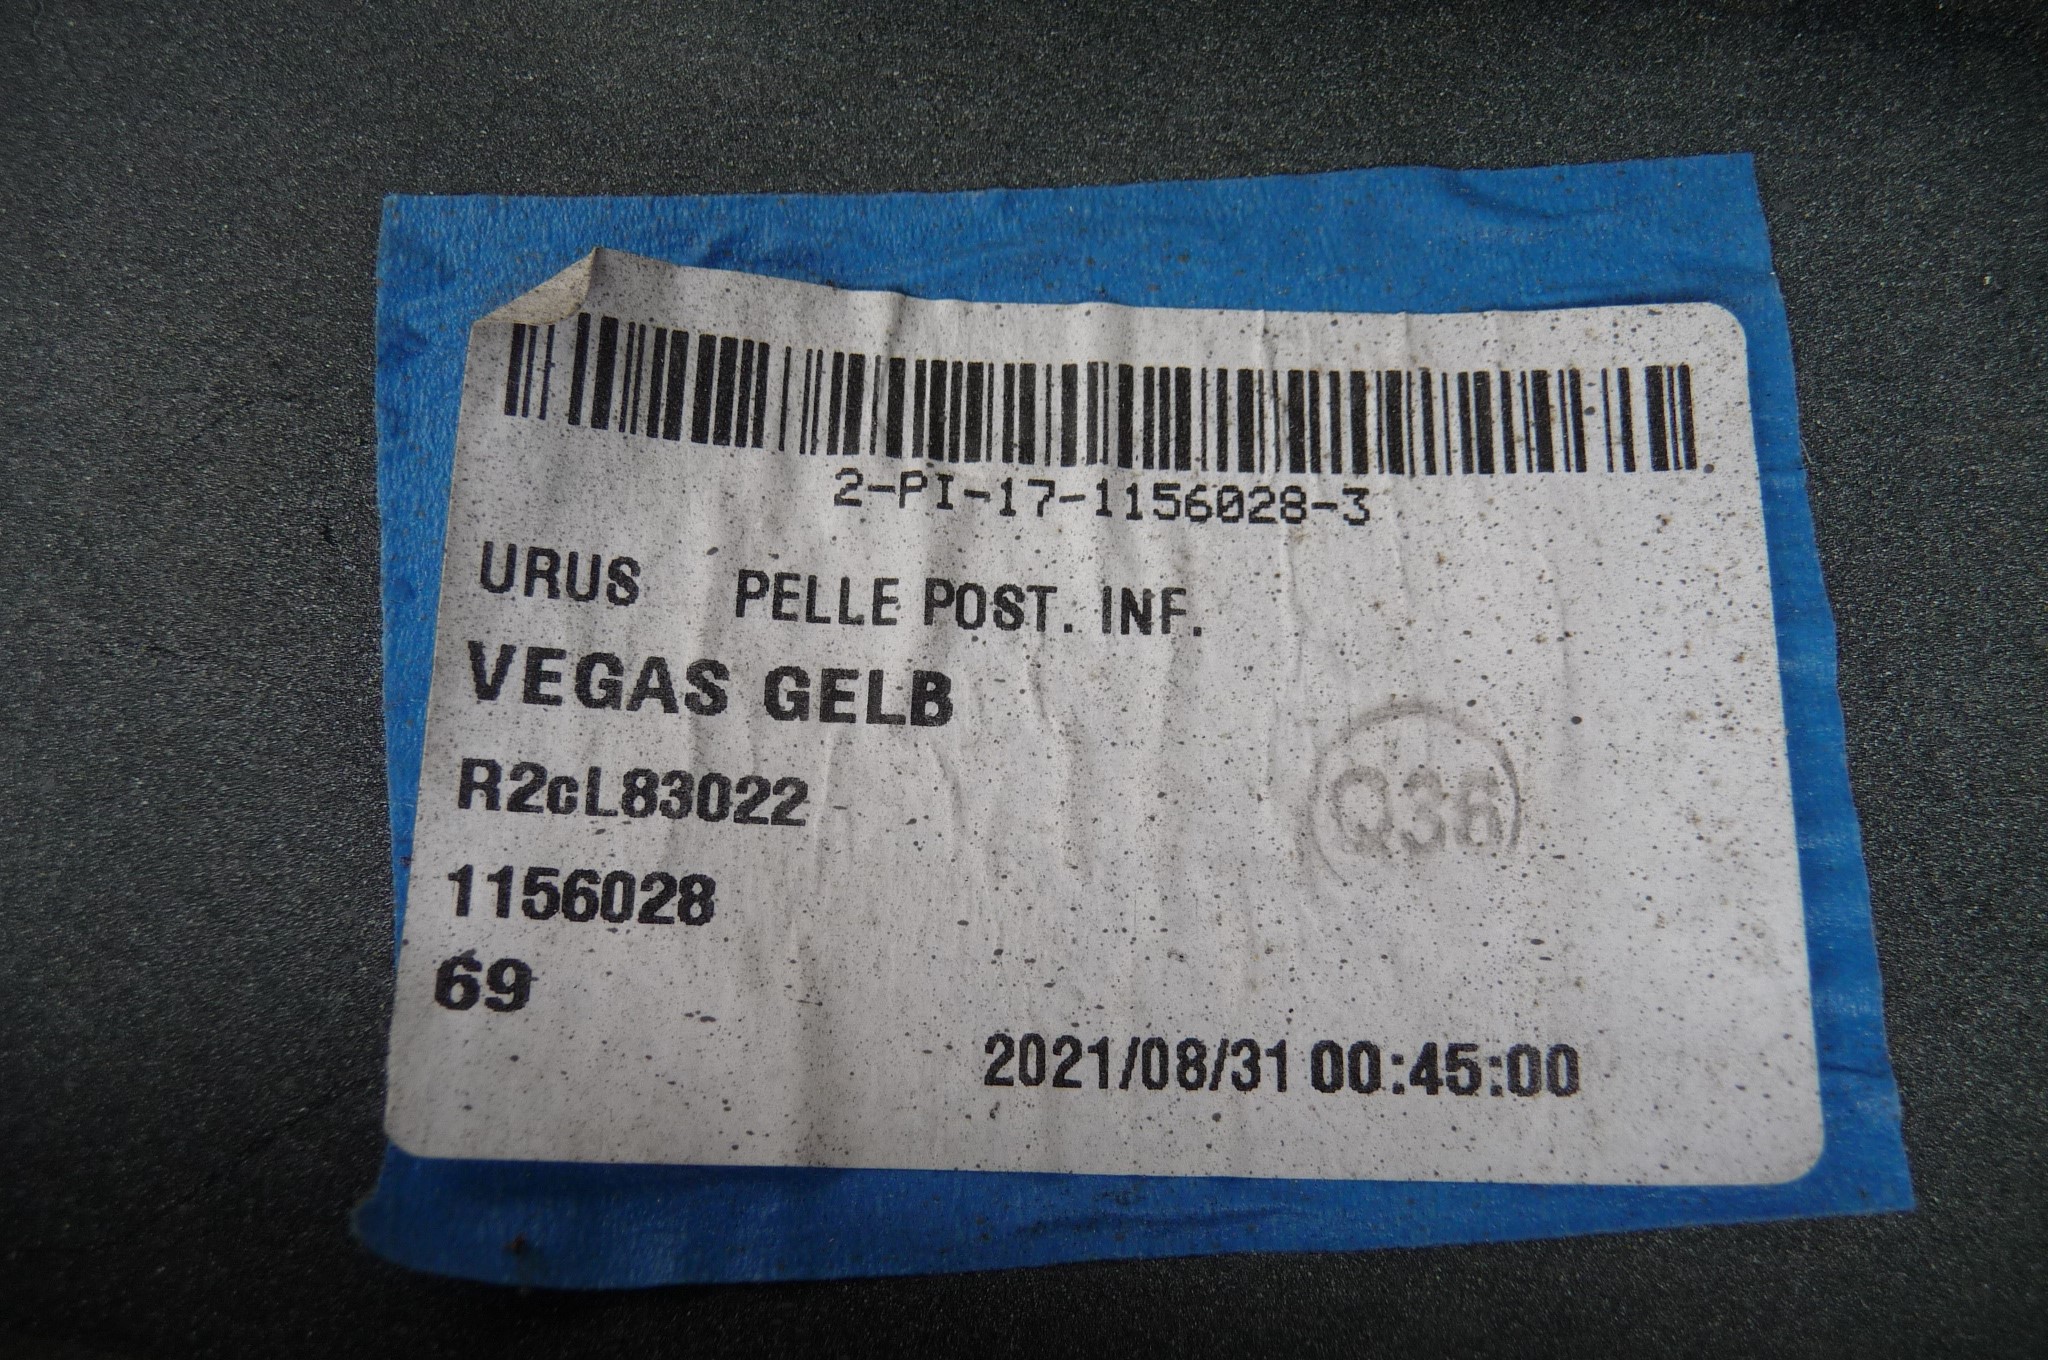 2-PI-17-1156028-3
URUS PELLE POST. INF.
VEGAS GELB
R2cL83022
Q36
1156028
69
2021/08/31 00:45:00